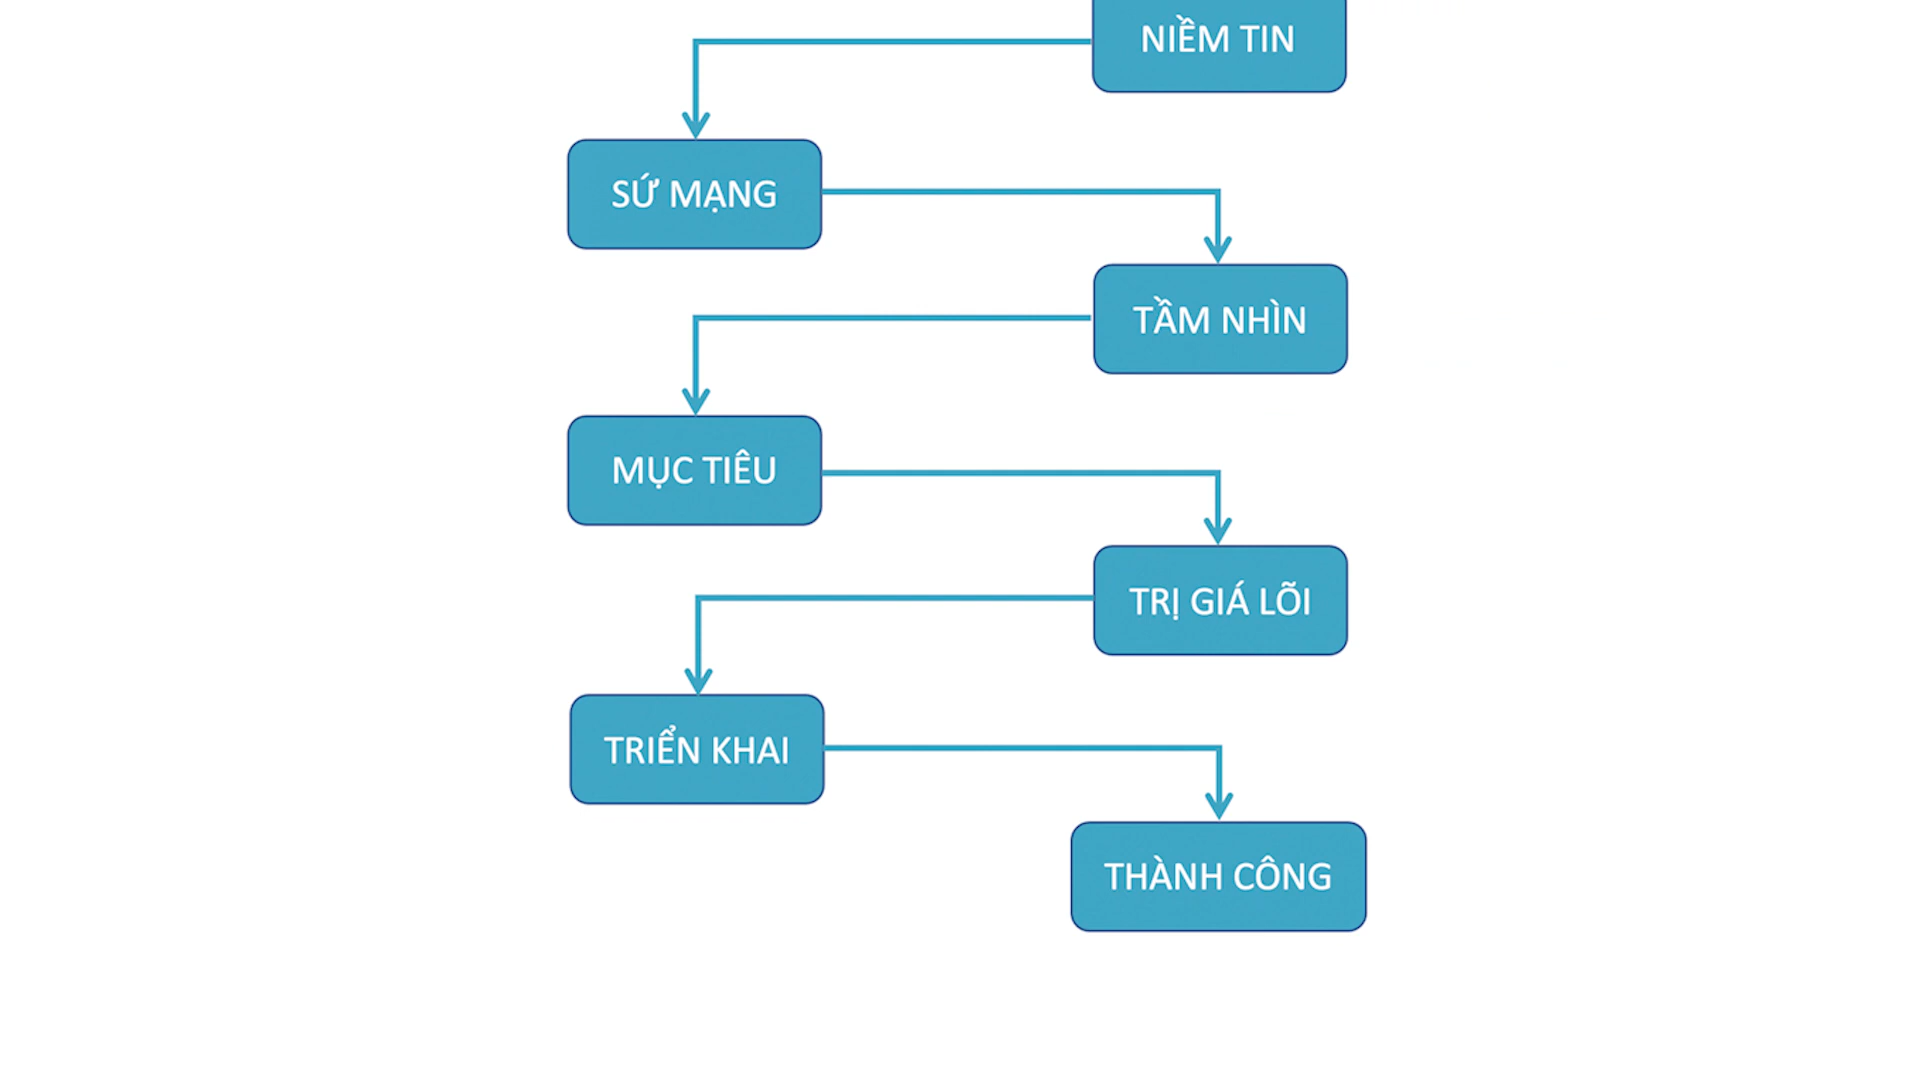 NIỀM TIN
SỨ MẠNG
TẦM NHÌN
MỤC TIÊU
TRỊ GIÁ LÕI
TRIỂN KHAI
THÀNH CÔNG